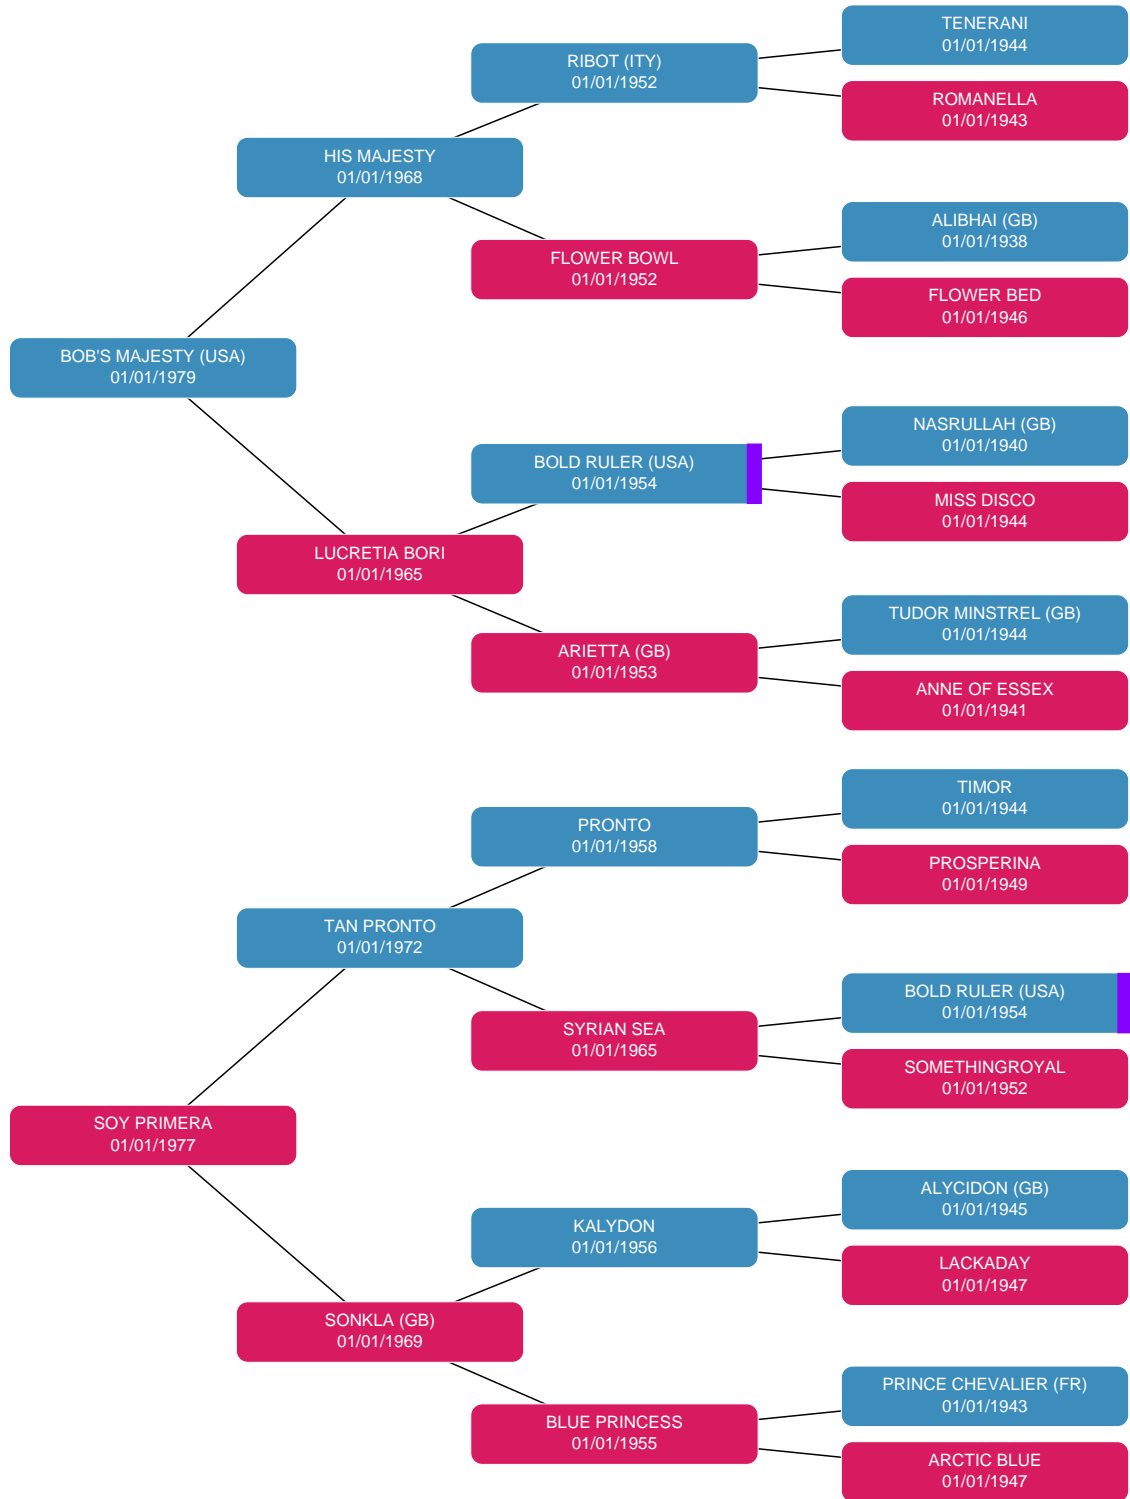 TENERANI
01/01/1944
RIBOT (ITY)
01/01/1952
ROMANELLA
01/01/1943
HIS MAJESTY
01/01/1968
ALIBHAI (GB)
01/01/1938
FLOWER BOWL
01/01/1952
FLOWER BED
01/01/1946
BOB'S MAJESTY (USA)
01/01/1979
NASRULLAH (GB)
01/01/1940
BOLD RULER (USA)
01/01/1954
MISS DISCO
01/01/1944
LUCRETIA BORI
01/01/1965
TUDOR MINSTREL (GB)
01/01/1944
ARIETTA (GB)
01/01/1953
ANNE OF ESSEX
01/01/1941
TIMOR
01/01/1944
PRONTO
01/01/1958
PROSPERINA
01/01/1949
TAN PRONTO
01/01/1972
BOLD RULER (USA)
01/01/1954
SYRIAN SEA
01/01/1965
SOMETHINGROYAL
01/01/1952
SOY PRIMERA
01/01/1977
ALYCIDON (GB)
01/01/1945
KALYDON
01/01/1956
LACKADAY
01/01/1947
SONKLA (GB)
01/01/1969
PRINCE CHEVALIER (FR)
01/01/1943
BLUE PRINCESS
01/01/1955
ARCTIC BLUE
01/01/1947